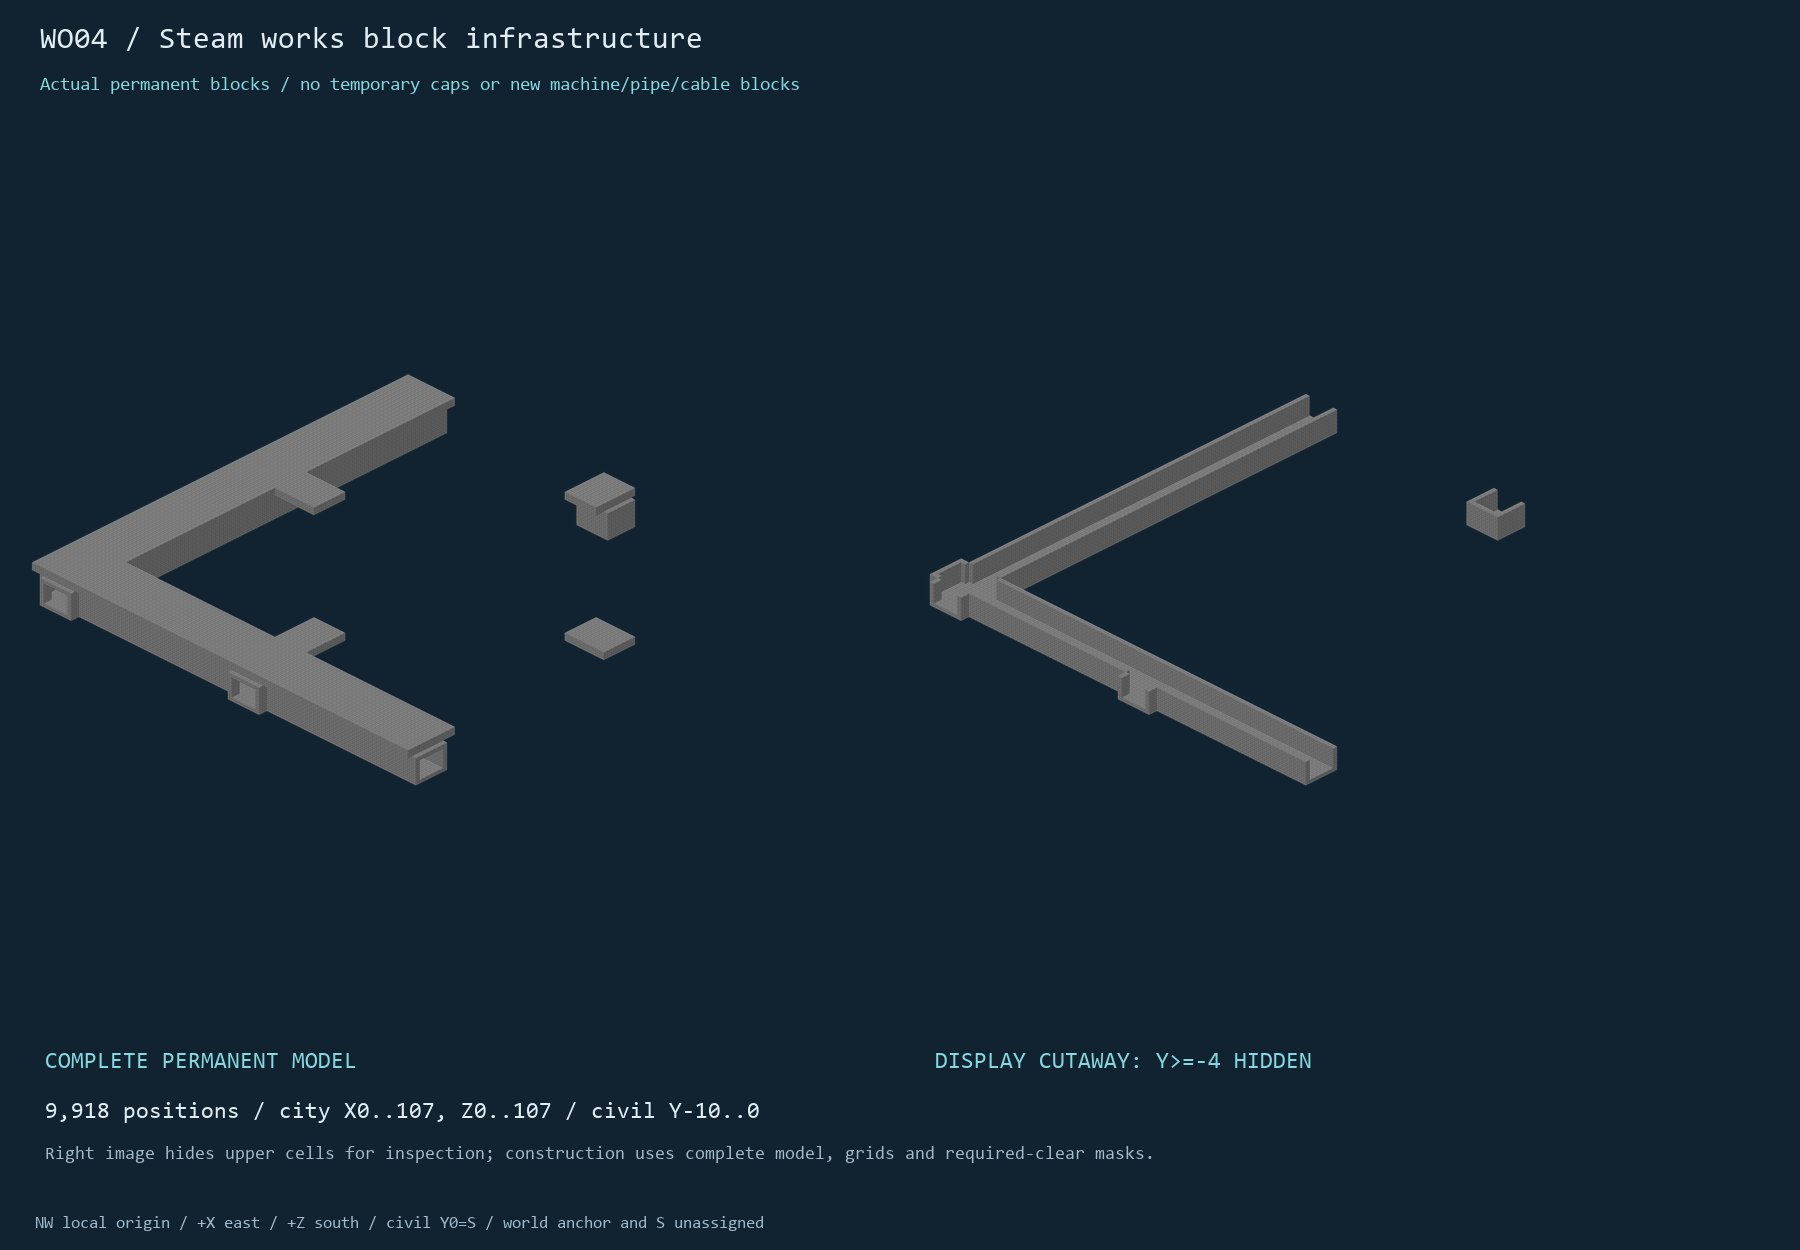 WO04 / Steam works block infrastructure
Actual permanent blocks / no temporary caps or new machine/pipe/cable blocks
COMPLETE PERMANENT MODEL
DISPLAY CUTAWAY: Y>=-4 HIDDEN
9,918 positions / city X0..107, Z0..107 / civil Y-10..0
Right image hides upper cells for inspection; construction uses complete model, grids and required-clear masks.
NW local origin / +X east / +Z south / civil Y0=S / world anchor and S unassigned